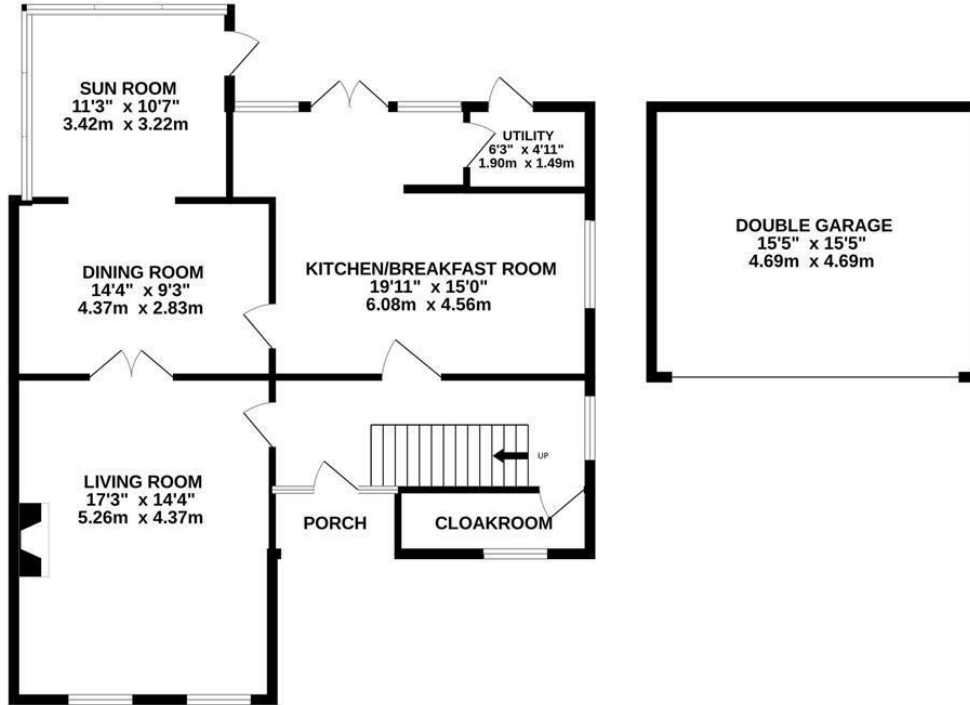 SUN ROOM
11'3" x 10'7"
3.42m x 3.22m
UTILITY
6'3" x 4'11"
1.90m x 1.49m
DOUBLE GARAGE
15'5" x 15'5"
4.69m x 4.69m
DINING ROOM
14'4" x 9'3"
4.37m x 2.83m
KITCHEN/BREAKFAST ROOM
19'11" x 15'0"
6.08m x 4.56m
UP
LIVING ROOM
17'3" x 14'4"
5.26m x 4.37m
PORCH
CLOAKROOM